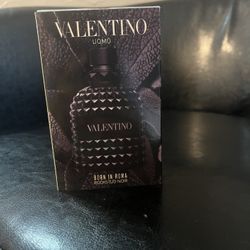 VALENTINO
UOMO
VALENTINO
BORN IN ROMA
ROCKSTUD NOIR